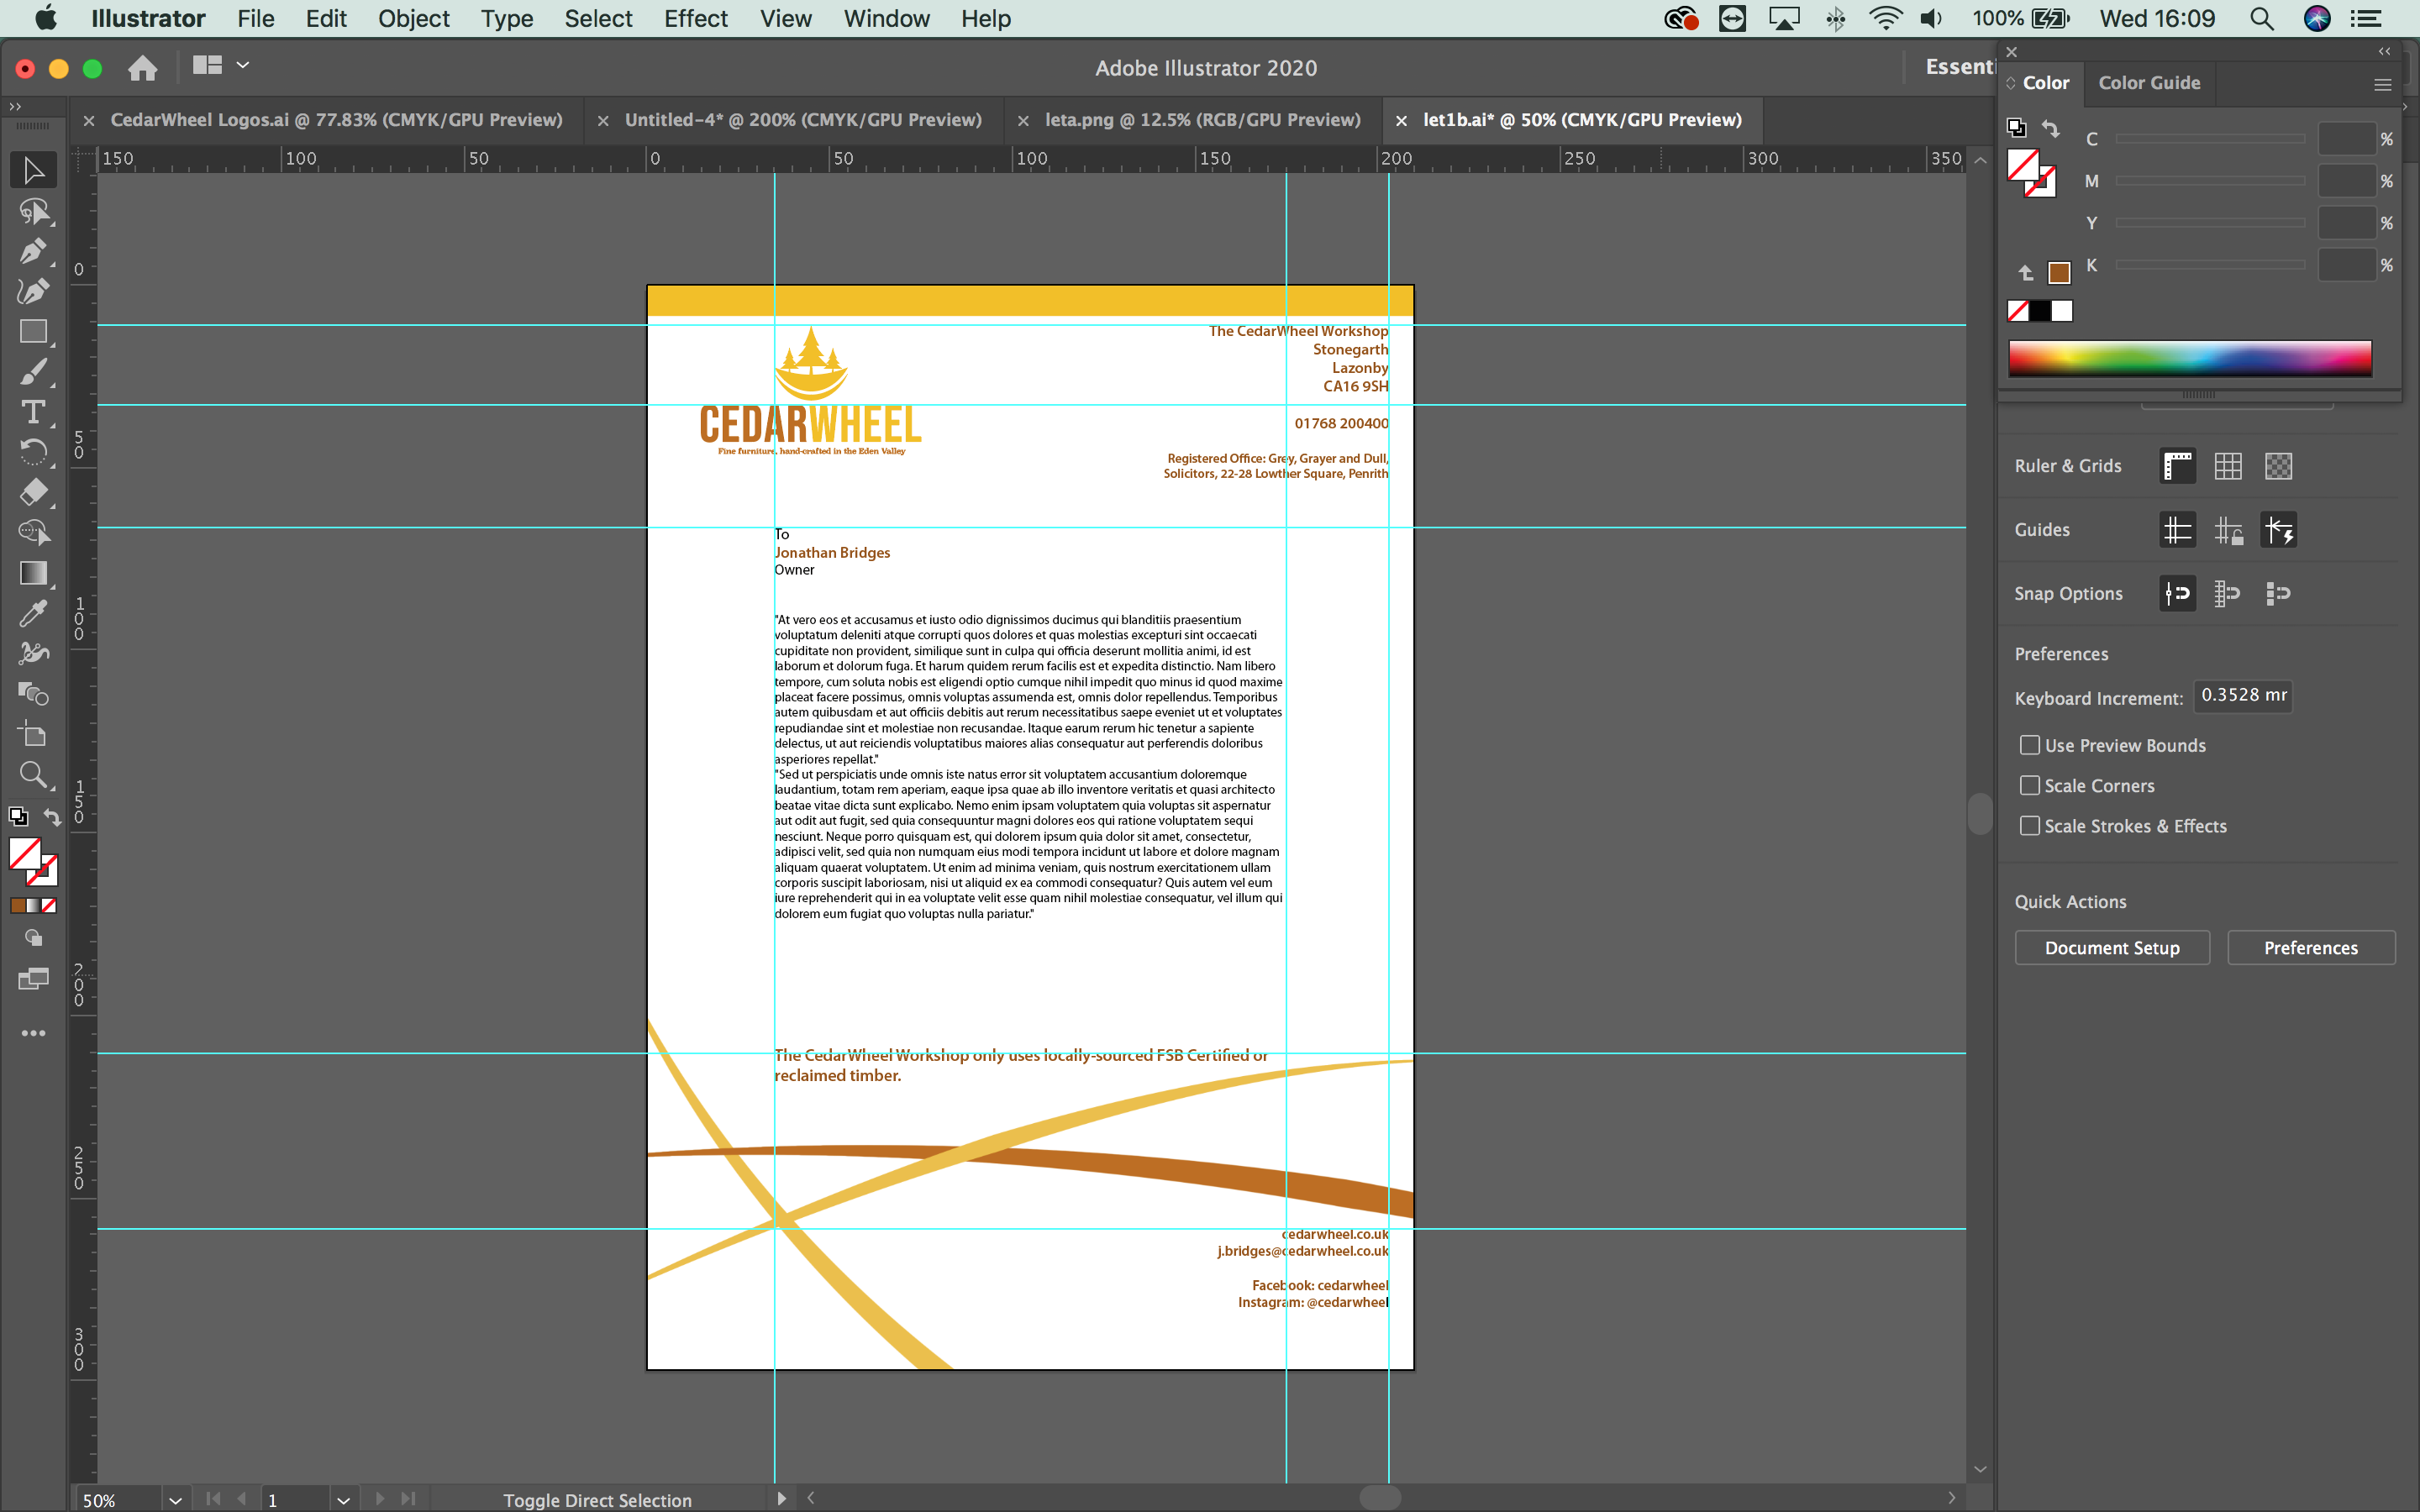 Illustrator File Edit Object Type Select Effect View Window Help 100% Wed 16:09
Adobe Illustrator 2020
Essenti
Color Color Guide
CedarWheel Logos.ai @ 77.83% (CMYK/GPU Preview)
Untitled-4* @ 200% (CMYK/GPU Preview)
leta.png @ 12.5% (RGB/GPU Preview)
let1b.ai* @ 50% (CMYK/GPU Preview)
C %
M %
Y %
K %
150 100 50 0 50 100 150 200 250 300 350
0
50
100
150
200
250
300
The CedarWheel Workshop
Stonegarth
Lazonby
CA16 9SH
01768 200400
Registered Office: Grey, Grayer and Dull,
Solicitors, 22-28 Lowther Square, Penrith
CEDARWHEEL
Fine furniture, hand-crafted in the Eden Valley
To
Jonathan Bridges
Owner
"At vero eos et accusamus et iusto odio dignissimos ducimus qui blanditiis praesentium
voluptatum deleniti atque corrupti quos dolores et quas molestias excepturi sint occaecati
cupiditate non provident, similique sunt in culpa qui officia deserunt mollitia animi, id est
laborum et dolorum fuga. Et harum quidem rerum facilis est et expedita distinctio. Nam libero
tempore, cum soluta nobis est eligendi optio cumque nihil impedit quo minus id quod maxime
placeat facere possimus, omnis voluptas assumenda est, omnis dolor repellendus. Temporibus
autem quibusdam et aut officiis debitis aut rerum necessitatibus saepe eveniet ut et voluptates
repudiandae sint et molestiae non recusandae. Itaque earum rerum hic tenetur a sapiente
delectus, ut aut reiciendis voluptatibus maiores alias consequatur aut perferendis doloribus
asperiores repellat."
"Sed ut perspiciatis unde omnis iste natus error sit voluptatem accusantium doloremque
laudantium, totam rem aperiam, eaque ipsa quae ab illo inventore veritatis et quasi architecto
beatae vitae dicta sunt explicabo. Nemo enim ipsam voluptatem quia voluptas sit aspernatur
aut odit aut fugit, sed quia consequuntur magni dolores eos qui ratione voluptatem sequi
nesciunt. Neque porro quisquam est, qui dolorem ipsum quia dolor sit amet, consectetur,
adipisci velit, sed quia non numquam eius modi tempora incidunt ut labore et dolore magnam
aliquam quaerat voluptatem. Ut enim ad minima veniam, quis nostrum exercitationem ullam
corporis suscipit laboriosam, nisi ut aliquid ex ea commodi consequatur? Quis autem vel eum
iure reprehenderit qui in ea voluptate velit esse quam nihil molestiae consequatur, vel illum qui
dolorem eum fugiat quo voluptas nulla pariatur."
The CedarWheel Workshop only uses locally-sourced FSB Certified or
reclaimed timber.
cedarwheel.co.uk
j.bridges@cedarwheel.co.uk
Facebook: cedarwheel
Instagram: @cedarwheel
Ruler & Grids
Guides
Snap Options
Preferences
Keyboard Increment: 0.3528 mr
Use Preview Bounds
Scale Corners
Scale Strokes & Effects
Quick Actions
Document Setup Preferences
50% 1 Toggle Direct Selection